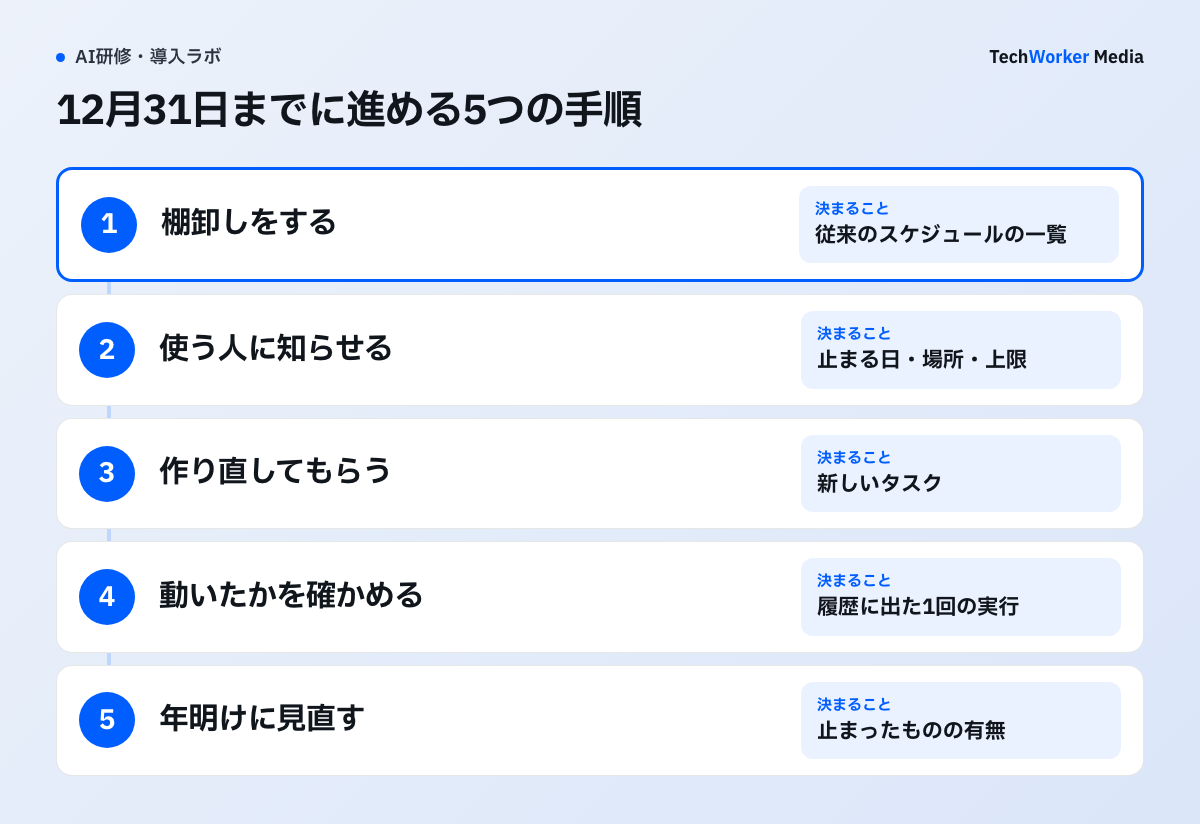 AI研修・導入ラボ
TechWorker Media
12月31日までに進める5つの手順
1
棚卸しをする
決まること
従来のスケジュールの一覧
2
使う人に知らせる
決まること
止まる日・場所・上限
3
作り直してもらう
決まること
新しいタスク
4
動いたかを確かめる
決まること
履歴に出た1回の実行
5
年明けに見直す
決まること
止まったものの有無